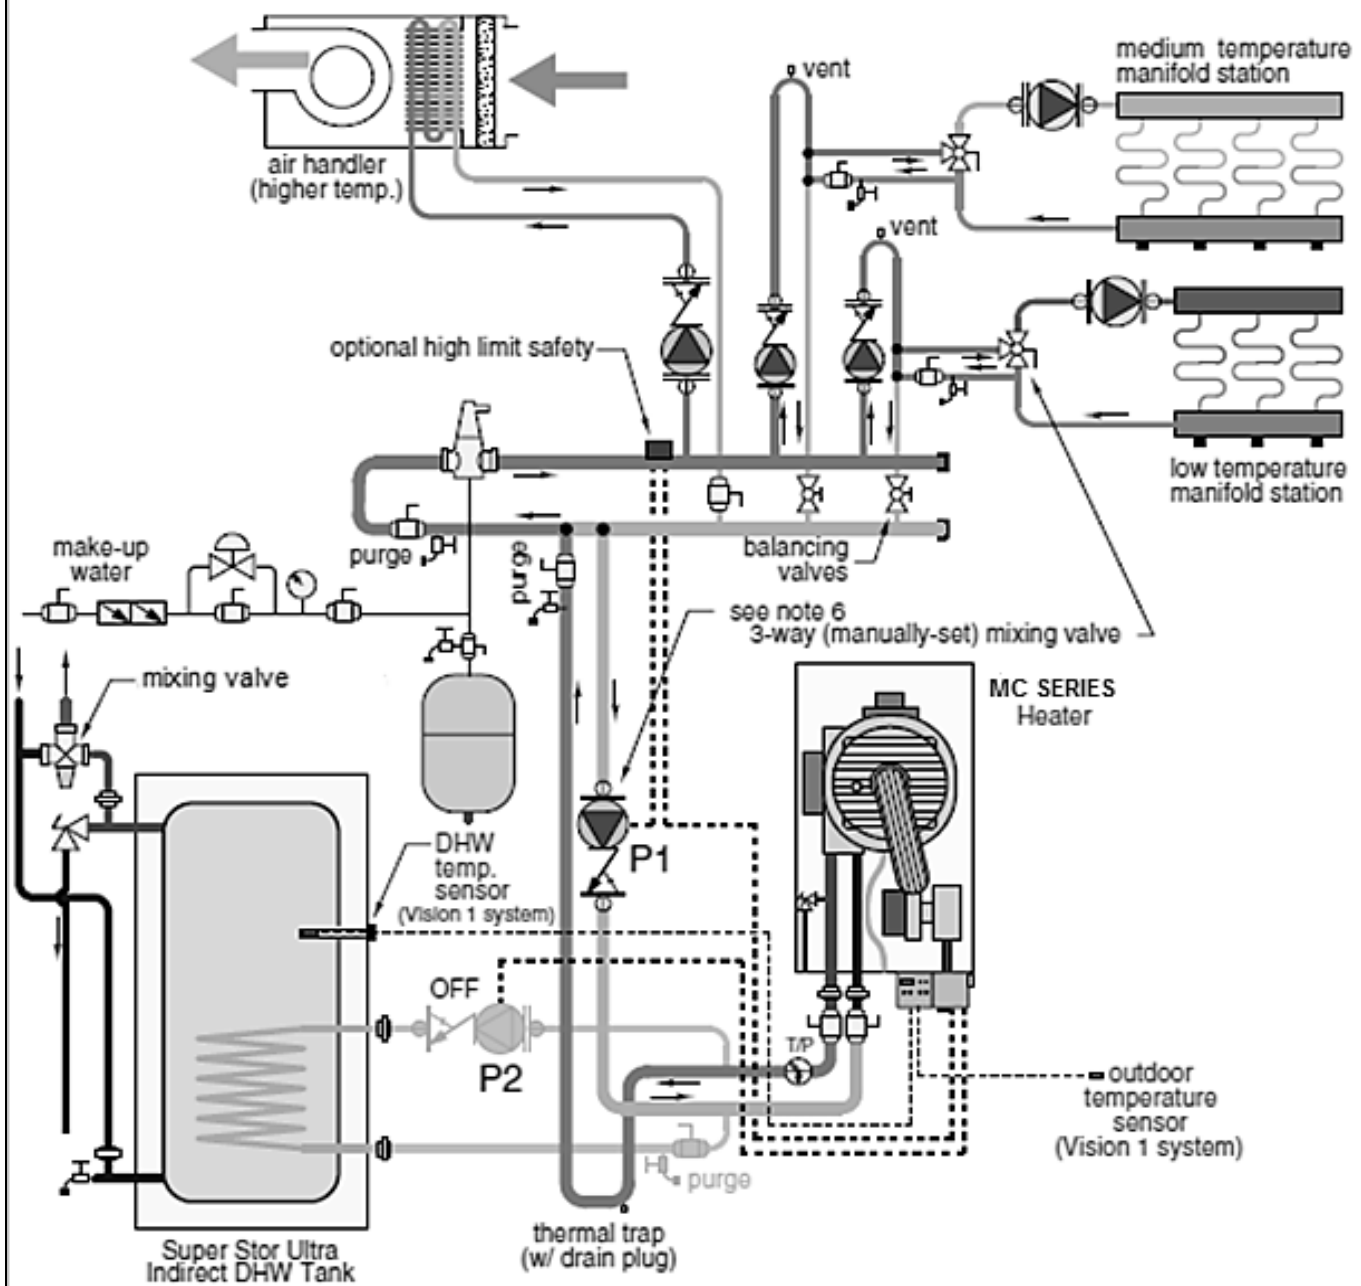 medium temperature
manifold station
vent
air handler
(higher temp.)
vent
optional high limit safety
low temperature
manifold station
make-up
water
purge
purge
balancing
valves
see note 6
3-way (manually-set) mixing valve
mixing valve
MC SERIES
Heater
DHW
temp.
sensor
(Vision 1 system)
P1
OFF
P2
T/P
outdoor
temperature
sensor
(Vision 1 system)
purge
thermal trap
(w/ drain plug)
Super Stor Ultra
Indirect DHW Tank